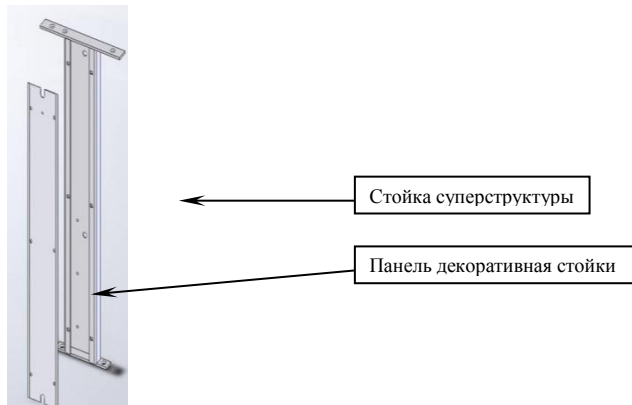 Стойка суперструктуры
Панель декоративная стойки